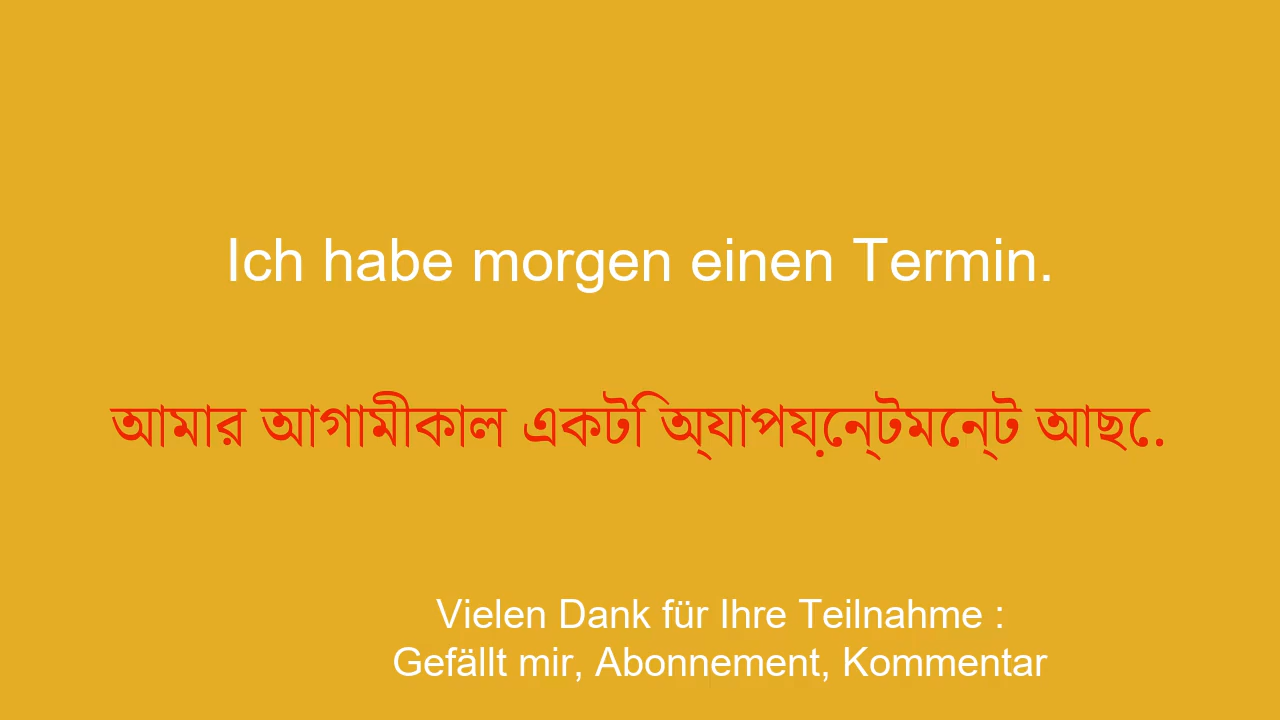 Ich habe morgen einen Termin.
আমার আগামীকাল একটি অ্যাপয়েন্টমেন্ট আছে.
Vielen Dank für Ihre Teilnahme :
Gefällt mir, Abonnement, Kommentar